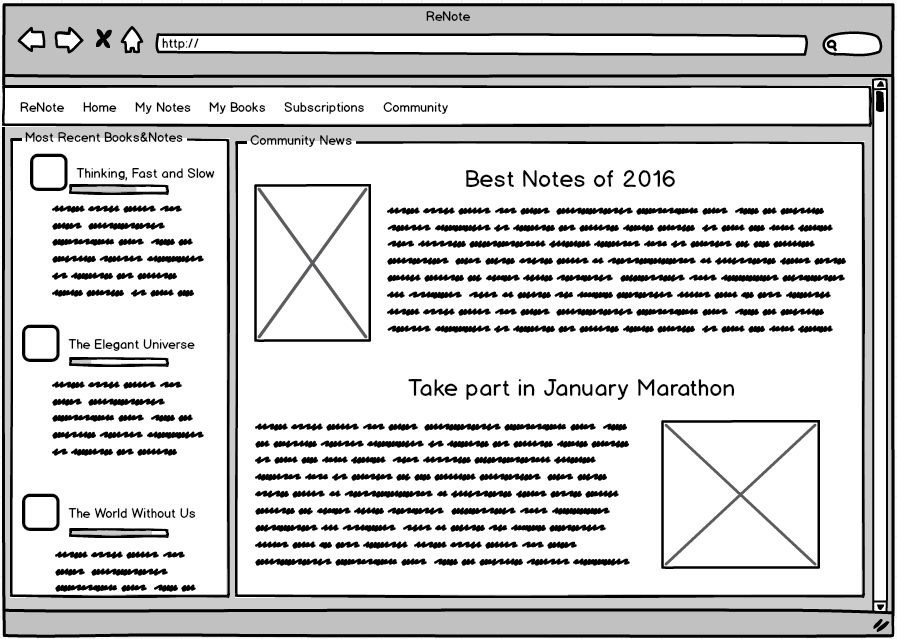 ReNote
http://
ReNote Home My Notes My Books Subscriptions Community
Most Recent Books&Notes
Thinking, Fast and Slow
The Elegant Universe
The World Without Us
Community News
Best Notes of 2016
Take part in January Marathon